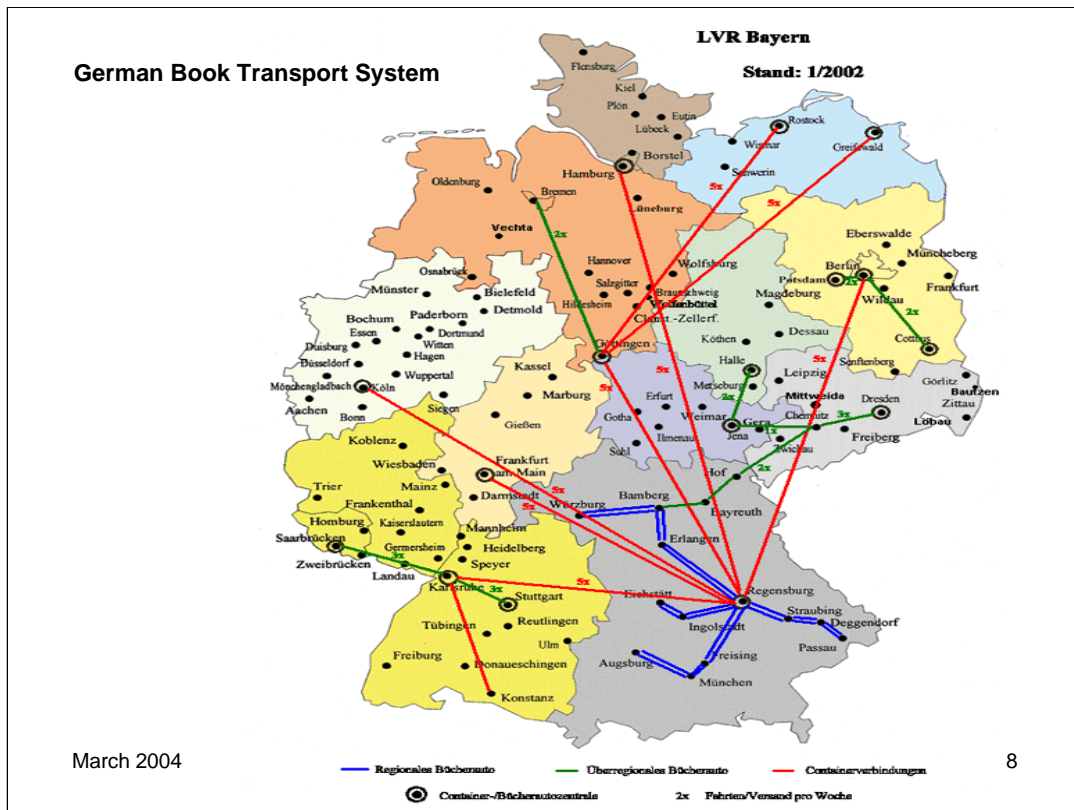 LVR Bayern
German Book Transport System
Stand: 1/2002
Flensburg
Kiel
Plön
Eutin
Lübeck
Rostock
Wismar
Greifswald
Borstel
Schwerin
Hamburg
5x
Oldenburg
Bremen
Lüneburg
5x
Vechta
2x
Eberswalde
Müncheberg
Hannover
Wolfsburg
Berlin
Osnabrück
Salzgitter
Potsdam
2x
Frankfurt
Münster
Bielefeld
Hildesheim
Braunschweig
Magdeburg
Wildau
Detmold
Wolfenbüttel
Bochum
Paderborn
Claust.-Zellerf.
2x
Essen
Dortmund
Dessau
Duisburg
Witten
Göttingen
Köthen
Cottbus
Düsseldorf
Hagen
Halle
5x
Senftenberg
Kassel
5x
Leipzig
Görlitz
Mönchengladbach
Köln
Wuppertal
5x
Merseburg
Bautzen
Aachen
Siegen
Marburg
Erfurt
2x
Mittweida
Dresden
Zittau
Bonn
Gotha
Weimar
Gera
Chemnitz
3x
Löbau
Gießen
Ilmenau
Jena
1x
Freiberg
Koblenz
Suhl
Zwickau
Frankfurt
am Main
Hof
2x
Wiesbaden
Trier
Mainz
Darmstadt
5x
5x
Würzburg
Bamberg
Bayreuth
Frankenthal
Homburg
Kaiserslautern
Mannheim
Erlangen
Saarbrücken
Germersheim
Heidelberg
Zweibrücken
3x
Landau
Speyer
Karlsruhe
3x
5x
Stuttgart
Eichstätt
Regensburg
Straubing
Tübingen
Reutlingen
Ingolstadt
Deggendorf
Ulm
Passau
Freiburg
Donaueschingen
Augsburg
Freising
München
Konstanz
March 2004
8
Regionales Bücherauto
Überregionales Bücherauto
Containerverbindungen
Container-/Bücherautozentrale
2x Fahrten/Versand pro Woche